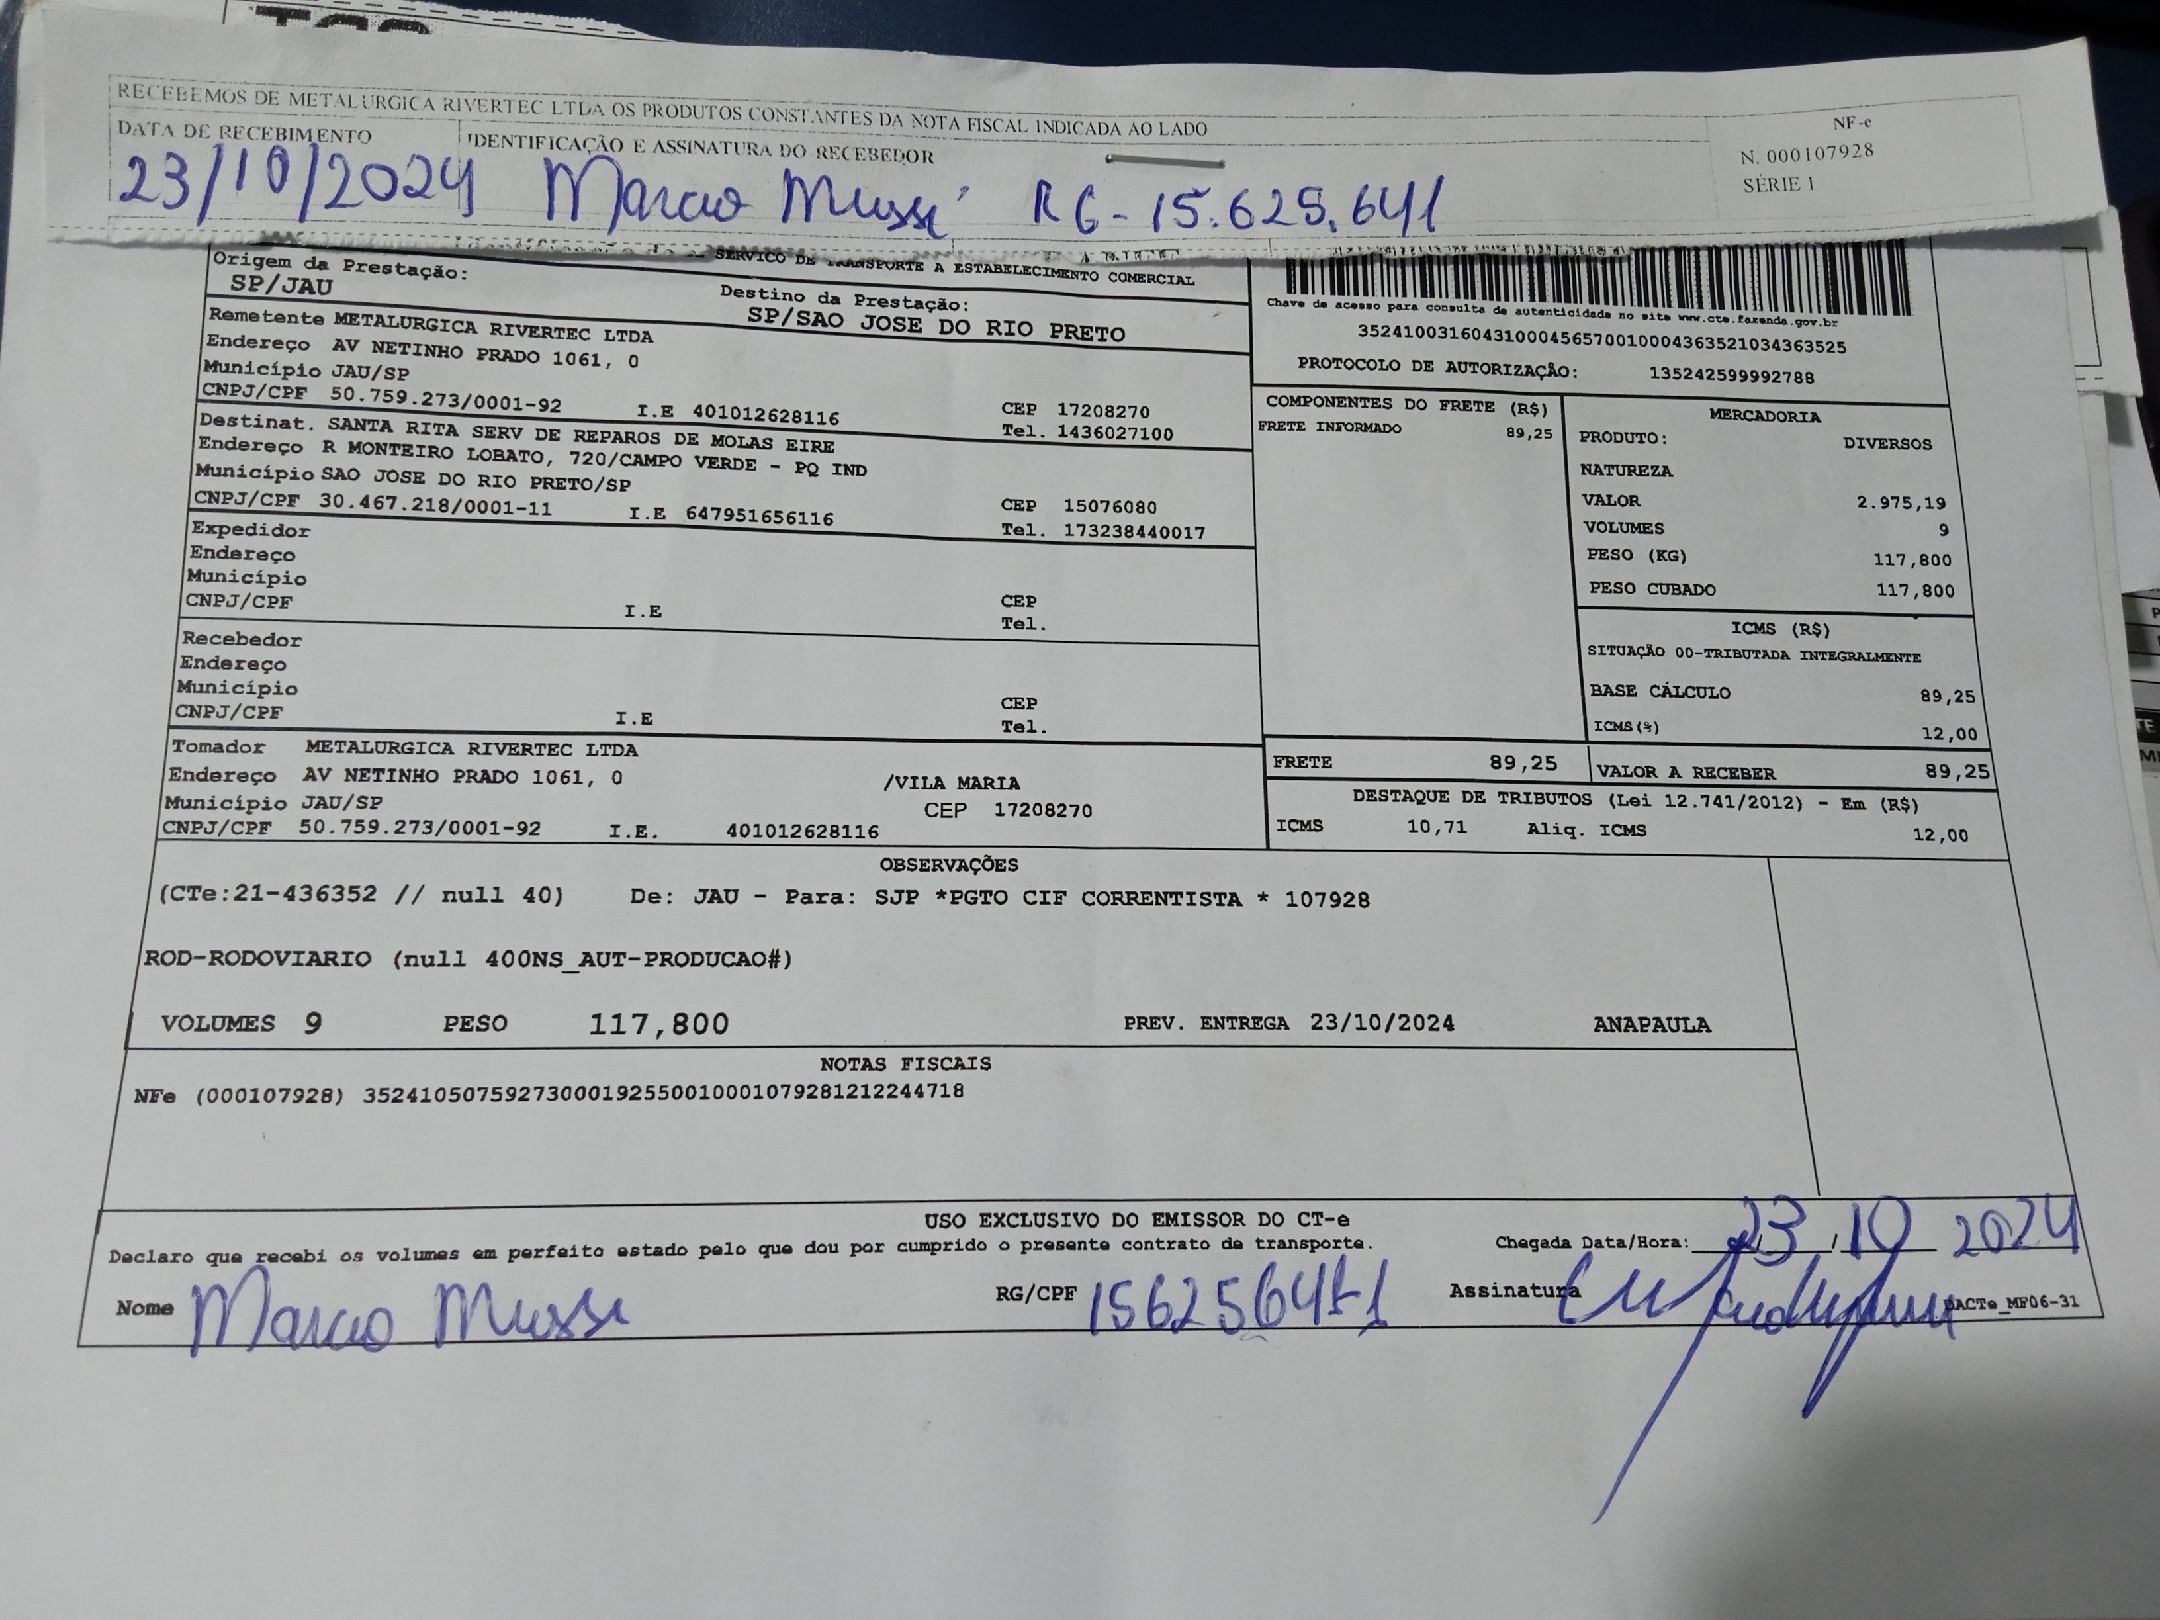 RECEBEMOS DE METALURGICA RIVERTEC LTDA OS PRODUTOS CONSTANTES DA NOTA FISCAL INDICADA AO LADO
DATA DE RECEBIMENTO IDENTIFICAÇÃO E ASSINATURA DO RECEBEDOR
NF-e
N. 000107928
SÉRIE 1
23/10/2024 Marcio Mussi RG-15.625.641
SERVICO DE TRANSPORTE A ESTABELECIMENTO COMERCIAL
Origem da Prestação:
SP/JAU
Destino da Prestação:
SP/SAO JOSE DO RIO PRETO
Remetente METALURGICA RIVERTEC LTDA
Endereço AV NETINHO PRADO 1061, 0
Município JAU/SP
CNPJ/CPF 50.759.273/0001-92 I.E 401012628116
CEP 17208270
Tel. 1436027100
Destinat. SANTA RITA SERV DE REPAROS DE MOLAS EIRE
Endereço R MONTEIRO LOBATO, 720/CAMPO VERDE - PQ IND
Município SAO JOSE DO RIO PRETO/SP
CNPJ/CPF 30.467.218/0001-11 I.E 647951656116
CEP 15076080
Tel. 173238440017
Expedidor
Endereço
Município
CNPJ/CPF I.E
CEP
Tel.
Recebedor
Endereço
Município
CNPJ/CPF I.E
CEP
Tel.
Tomador METALURGICA RIVERTEC LTDA
Endereço AV NETINHO PRADO 1061, 0 /VILA MARIA
Município JAU/SP CEP 17208270
CNPJ/CPF 50.759.273/0001-92 I.E. 401012628116
Chave de acesso para consulta de autenticidade no site www.cte.fazenda.gov.br
35241003160431000456570010004363521034363525
PROTOCOLO DE AUTORIZAÇÃO: 135242599992788
COMPONENTES DO FRETE (R$)
FRETE INFORMADO 89,25
MERCADORIA
PRODUTO: DIVERSOS
NATUREZA
VALOR 2.975,19
VOLUMES 9
PESO (KG) 117,800
PESO CUBADO 117,800
ICMS (R$)
SITUAÇÃO 00-TRIBUTADA INTEGRALMENTE
BASE CÁLCULO 89,25
ICMS(%) 12,00
FRETE 89,25 VALOR A RECEBER 89,25
DESTAQUE DE TRIBUTOS (Lei 12.741/2012) - Em (R$)
ICMS 10,71 Aliq. ICMS 12,00
OBSERVAÇÕES
(CTe:21-436352 // null 40) De: JAU - Para: SJP *PGTO CIF CORRENTISTA * 107928
ROD-RODOVIARIO (null 400NS_AUT-PRODUCAO#)
VOLUMES 9 PESO 117,800 PREV. ENTREGA 23/10/2024 ANAPAULA
NOTAS FISCAIS
NFe (000107928) 35241050759273000192550010001079281212244718
USO EXCLUSIVO DO EMISSOR DO CT-e
Declaro que recebi os volumes em perfeito estado pelo que dou por cumprido o presente contrato de transporte. Chegada Data/Hora: 23/10 2024
Nome Marcio Mussi RG/CPF Assinatura DACTe_MF06-31